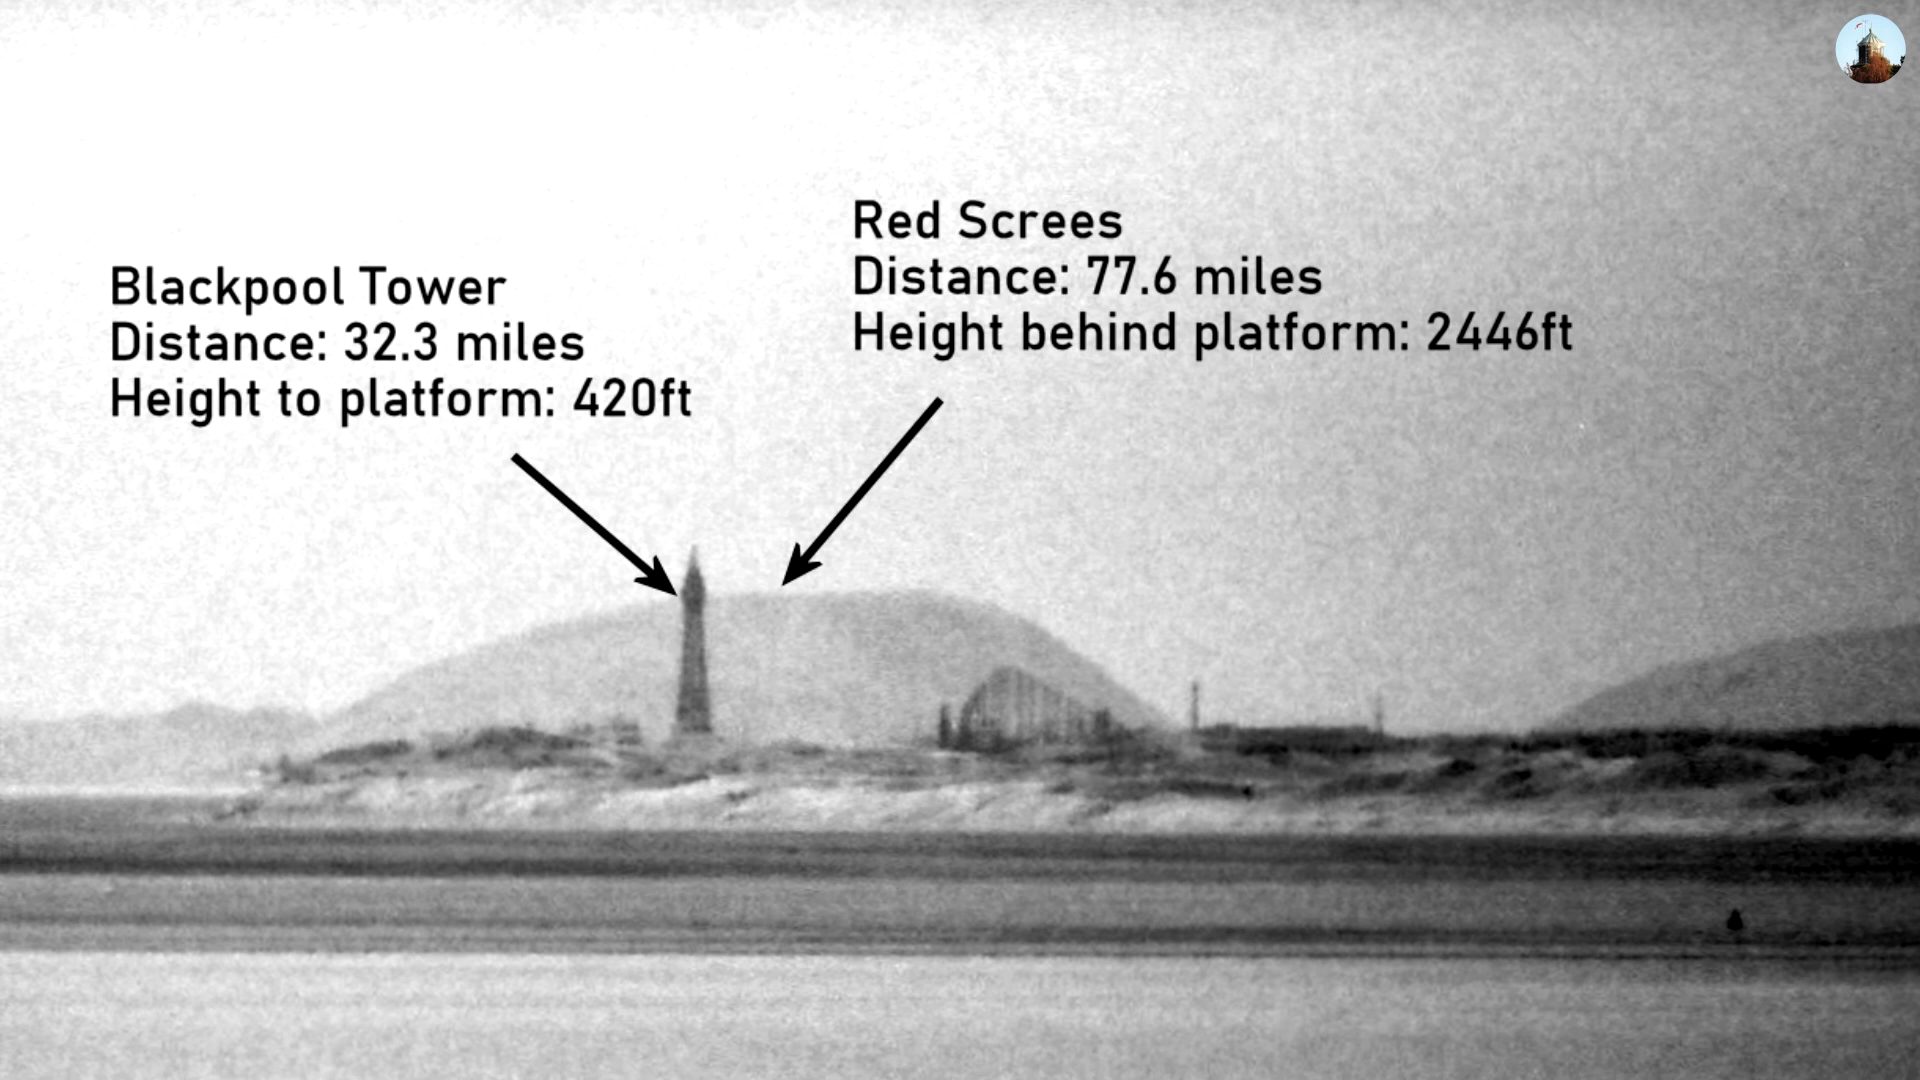 Blackpool Tower
Distance: 32.3 miles
Height to platform: 420ft
Red Screes
Distance: 77.6 miles
Height behind platform: 2446ft